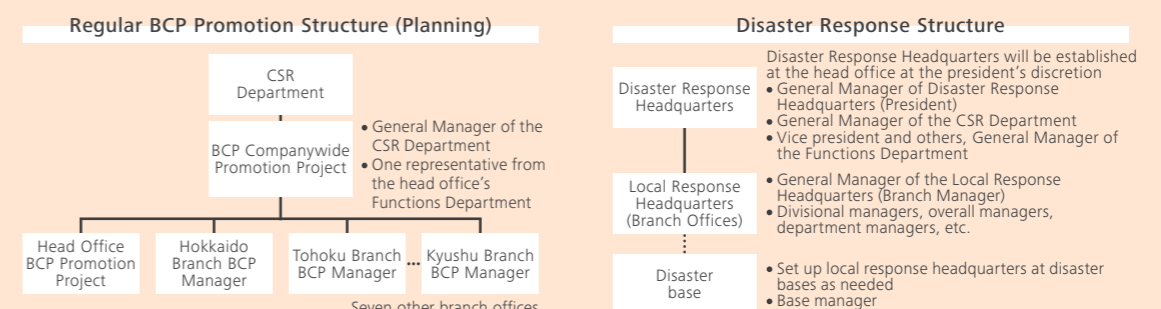 Regular BCP Promotion Structure (Planning)
CSR
Department
BCP Companywide
Promotion Project
• General Manager of the
CSR Department
• One representative from
the head office's
Functions Department
Head Office
BCP Promotion
Project
Hokkaido
Branch BCP
Manager
Tohoku Branch
BCP Manager
...
Kyushu Branch
BCP Manager
Seven other branch offices
Disaster Response Structure
Disaster Response
Headquarters
Disaster Response Headquarters will be established
at the head office at the president's discretion
• General Manager of Disaster Response
Headquarters (President)
• General Manager of the CSR Department
• Vice president and others, General Manager of
the Functions Department
Local Response
Headquarters
(Branch Offices)
• General Manager of the Local Response
Headquarters (Branch Manager)
• Divisional managers, overall managers,
department managers, etc.
Disaster
base
• Set up local response headquarters at disaster
bases as needed
• Base manager